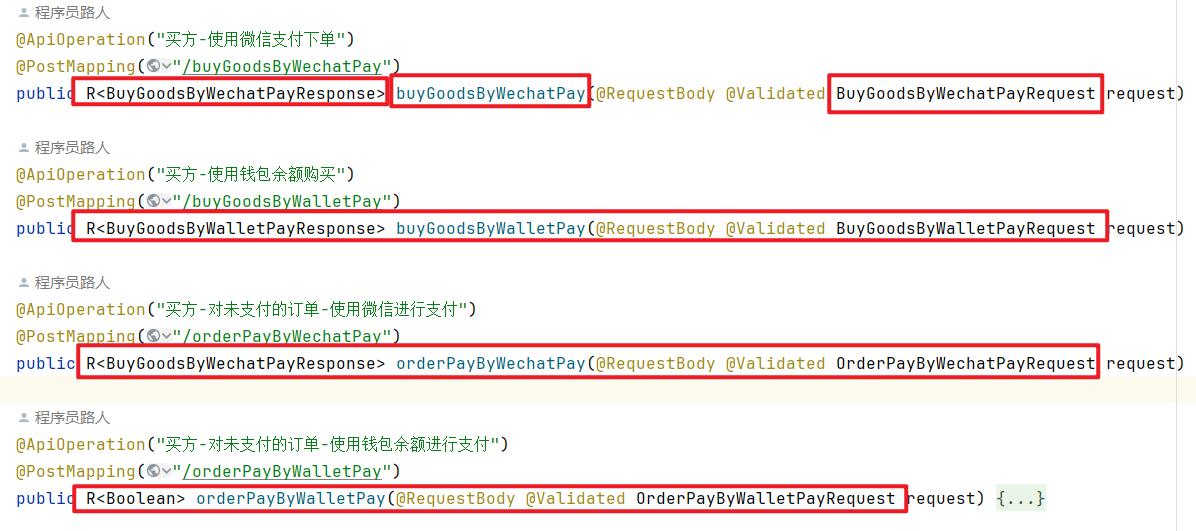 程序员路人
@ApiOperation("买方-使用微信支付下单")
@PostMapping("/buyGoodsByWechatPay")
public R<BuyGoodsByWechatPayResponse> buyGoodsByWechatPay(@RequestBody @Validated BuyGoodsByWechatPayRequest request)
程序员路人
@ApiOperation("买方-使用钱包余额购买")
@PostMapping("/buyGoodsByWalletPay")
public R<BuyGoodsByWalletPayResponse> buyGoodsByWalletPay(@RequestBody @Validated BuyGoodsByWalletPayRequest request)
程序员路人
@ApiOperation("买方-对未支付的订单-使用微信进行支付")
@PostMapping("/orderPayByWechatPay")
public R<BuyGoodsByWechatPayResponse> orderPayByWechatPay(@RequestBody @Validated OrderPayByWechatPayRequest request)
程序员路人
@ApiOperation("买方-对未支付的订单-使用钱包余额进行支付")
@PostMapping("/orderPayByWalletPay")
public R<Boolean> orderPayByWalletPay(@RequestBody @Validated OrderPayByWalletPayRequest request) {...}